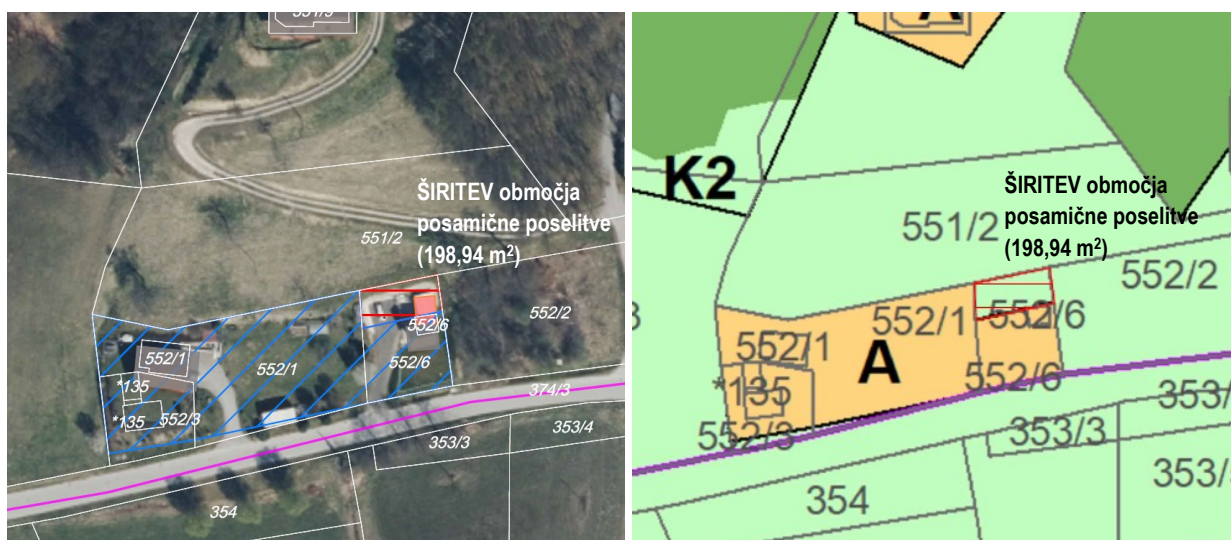 551/9
ŠIRITEV območja
posamične poselitve
(198,94 m²)
551/2
552/2
552/6
552/1
552/1
552/6
*135
*135
552/3
374/3
353/3
353/4
354
A
K2
ŠIRITEV območja
posamične poselitve
(198,94 m²)
551/2
552/2
552/1
552/6
552/1
A
552/6
*135
552/3
353/3
354